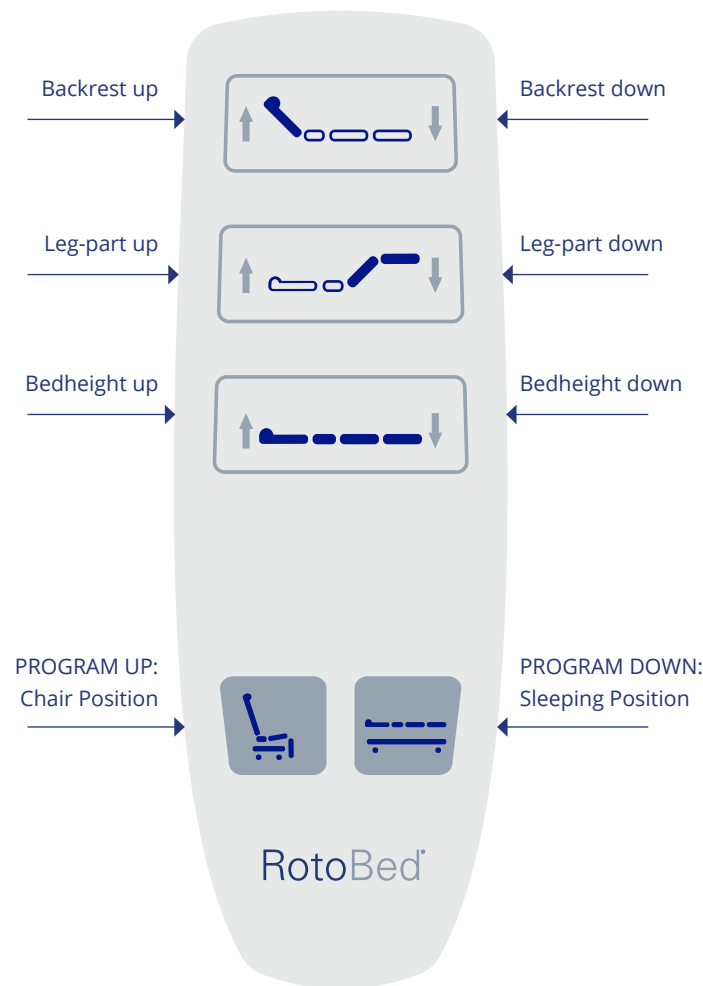 Backrest up
Backrest down
Leg-part up
Leg-part down
Bedheight up
Bedheight down
PROGRAM UP:
Chair Position
PROGRAM DOWN:
Sleeping Position
RotoBed®